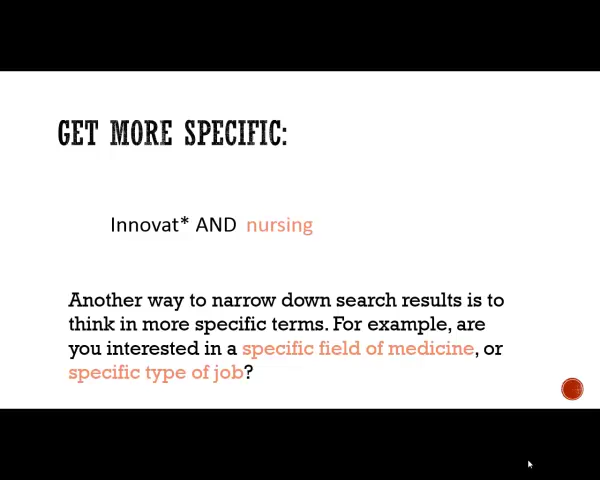 GET MORE SPECIFIC:
Innovat* AND nursing
Another way to narrow down search results is to
think in more specific terms. For example, are
you interested in a specific field of medicine, or
specific type of job?